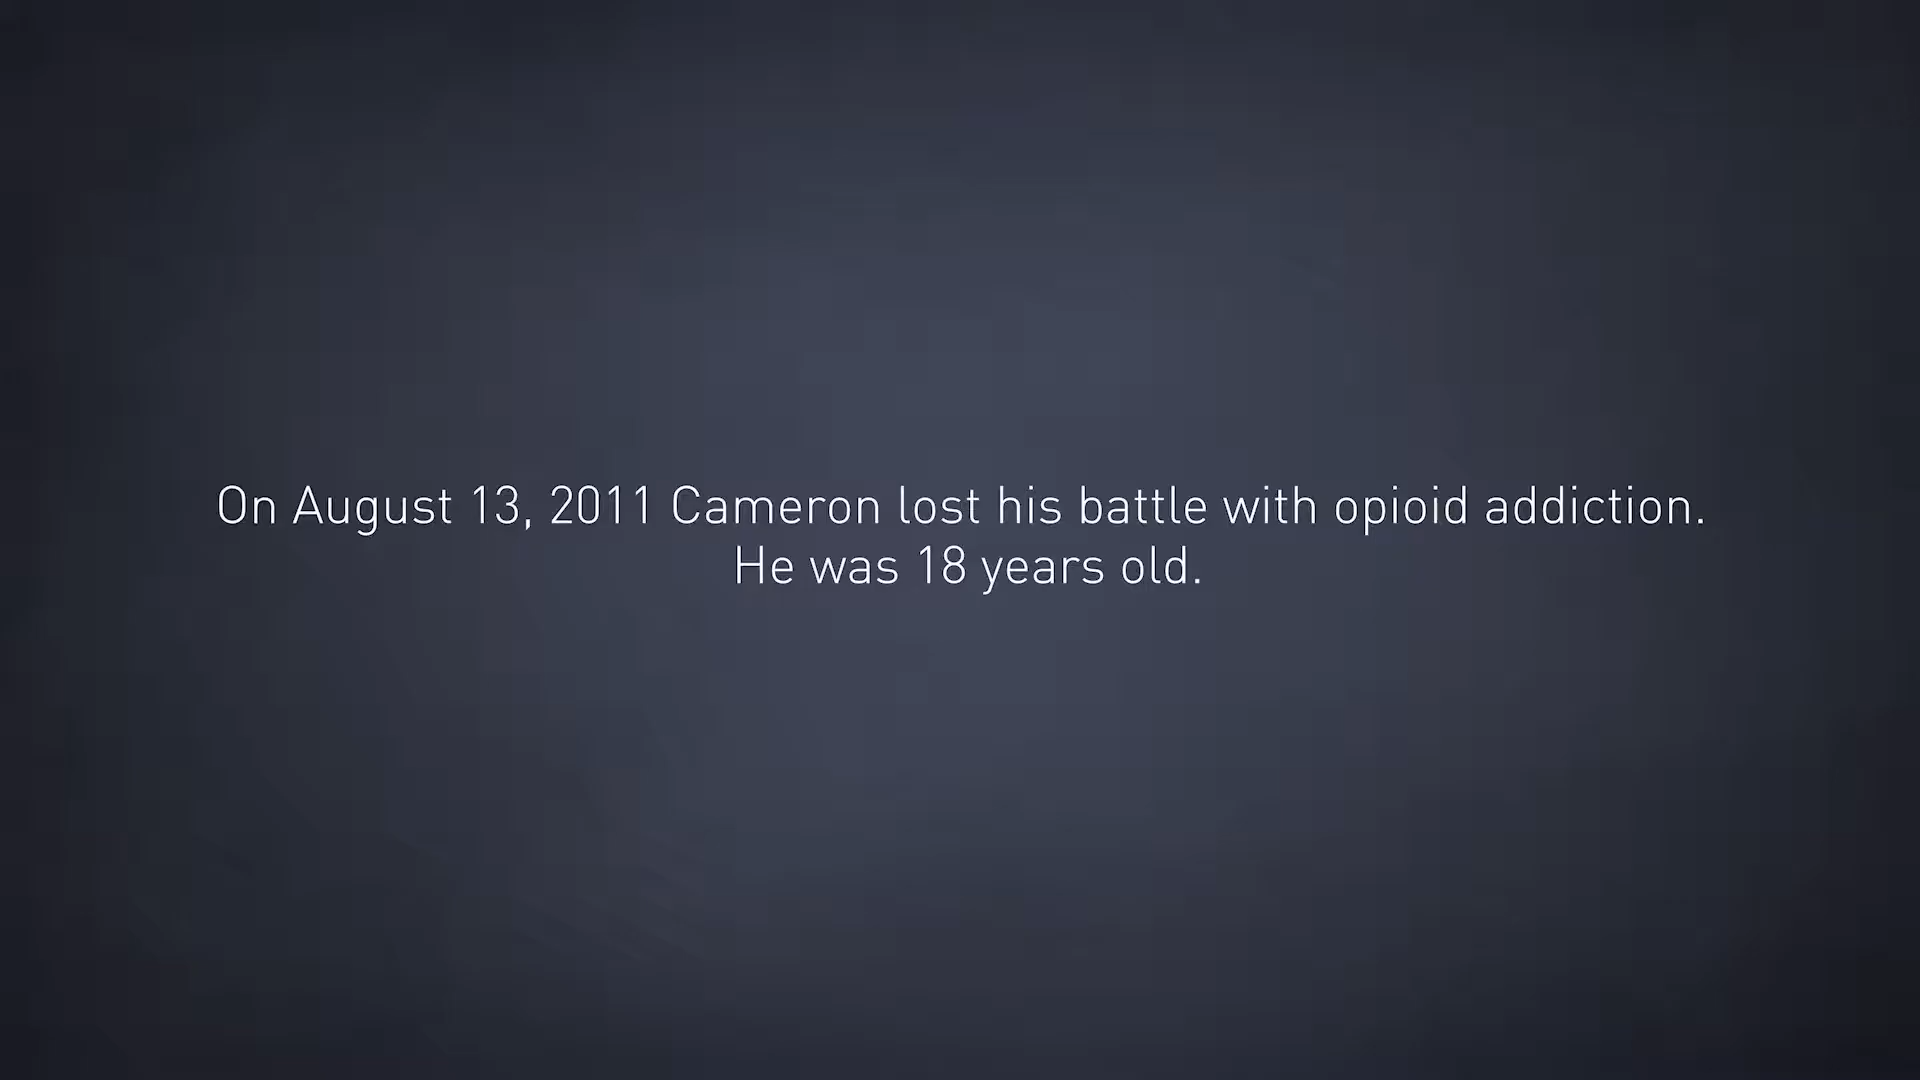 On August 13, 2011 Cameron lost his battle with opioid addiction.
He was 18 years old.